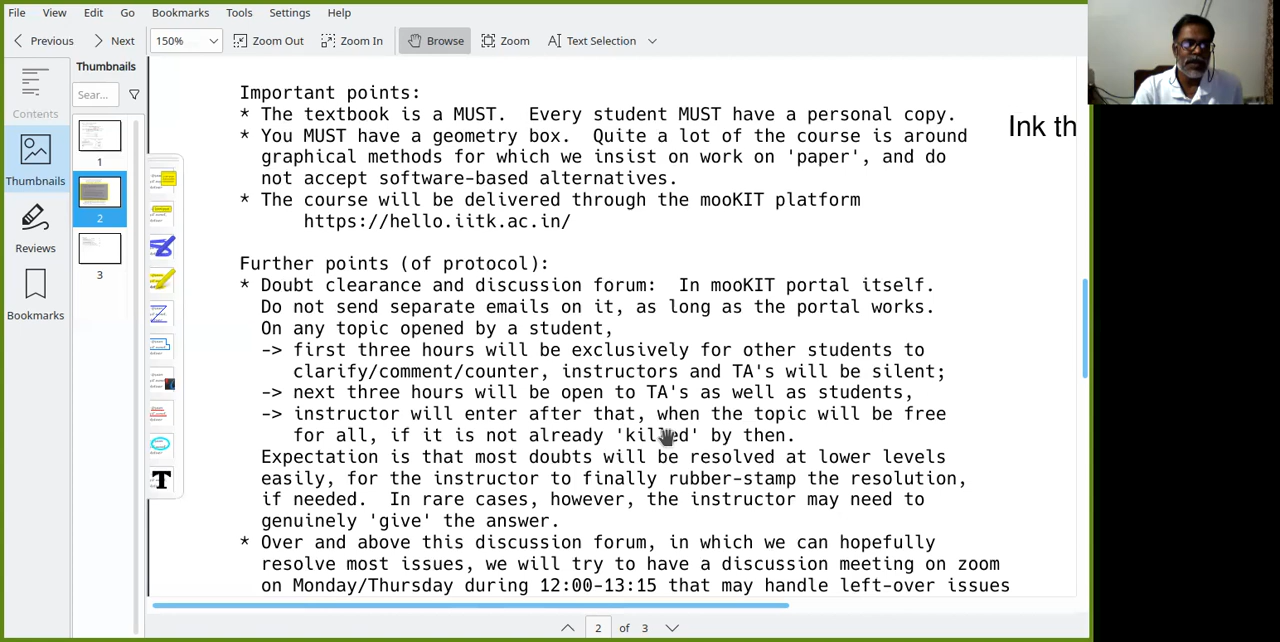 File View Edit Go Bookmarks Tools Settings Help
Previous Next 150% Zoom Out Zoom In Browse Zoom Text Selection
Thumbnails
Contents
Sear...
Thumbnails
Reviews
Bookmarks
1
2
3
T
Ink th
Important points:
* The textbook is a MUST. Every student MUST have a personal copy.
* You MUST have a geometry box. Quite a lot of the course is around
graphical methods for which we insist on work on 'paper', and do
not accept software-based alternatives.
* The course will be delivered through the mooKIT platform
https://hello.iitk.ac.in/
Further points (of protocol):
* Doubt clearance and discussion forum: In mooKIT portal itself.
Do not send separate emails on it, as long as the portal works.
On any topic opened by a student,
-> first three hours will be exclusively for other students to
clarify/comment/counter, instructors and TA's will be silent;
-> next three hours will be open to TA's as well as students,
-> instructor will enter after that, when the topic will be free
for all, if it is not already 'killed' by then.
Expectation is that most doubts will be resolved at lower levels
easily, for the instructor to finally rubber-stamp the resolution,
if needed. In rare cases, however, the instructor may need to
genuinely 'give' the answer.
* Over and above this discussion forum, in which we can hopefully
resolve most issues, we will try to have a discussion meeting on zoom
on Monday/Thursday during 12:00-13:15 that may handle left-over issues
2 of 3